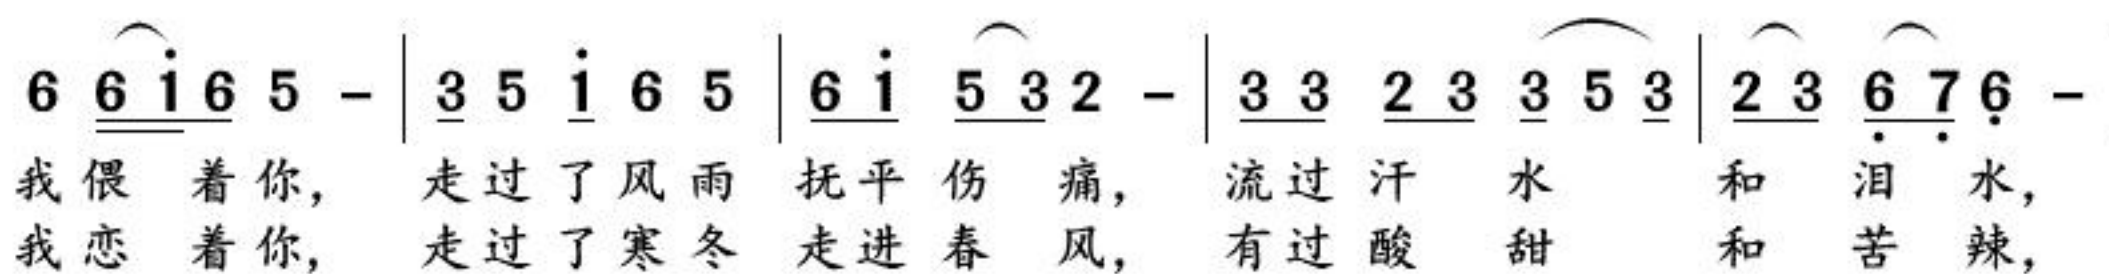 6 6 1 6 5 - | 3 5 1 6 5 | 6 1 5 3 2 - | 3 3 2 3 3 5 3 | 2 3 6 7 6 -
我 偎 着 你， 走 过 了 风 雨 抚 平 伤 痛， 流 过 汗 水 和 泪 水，
我 恋 着 你， 走 过 了 寒 冬 走 进 春 风， 有 过 酸 甜 和 苦 辣，